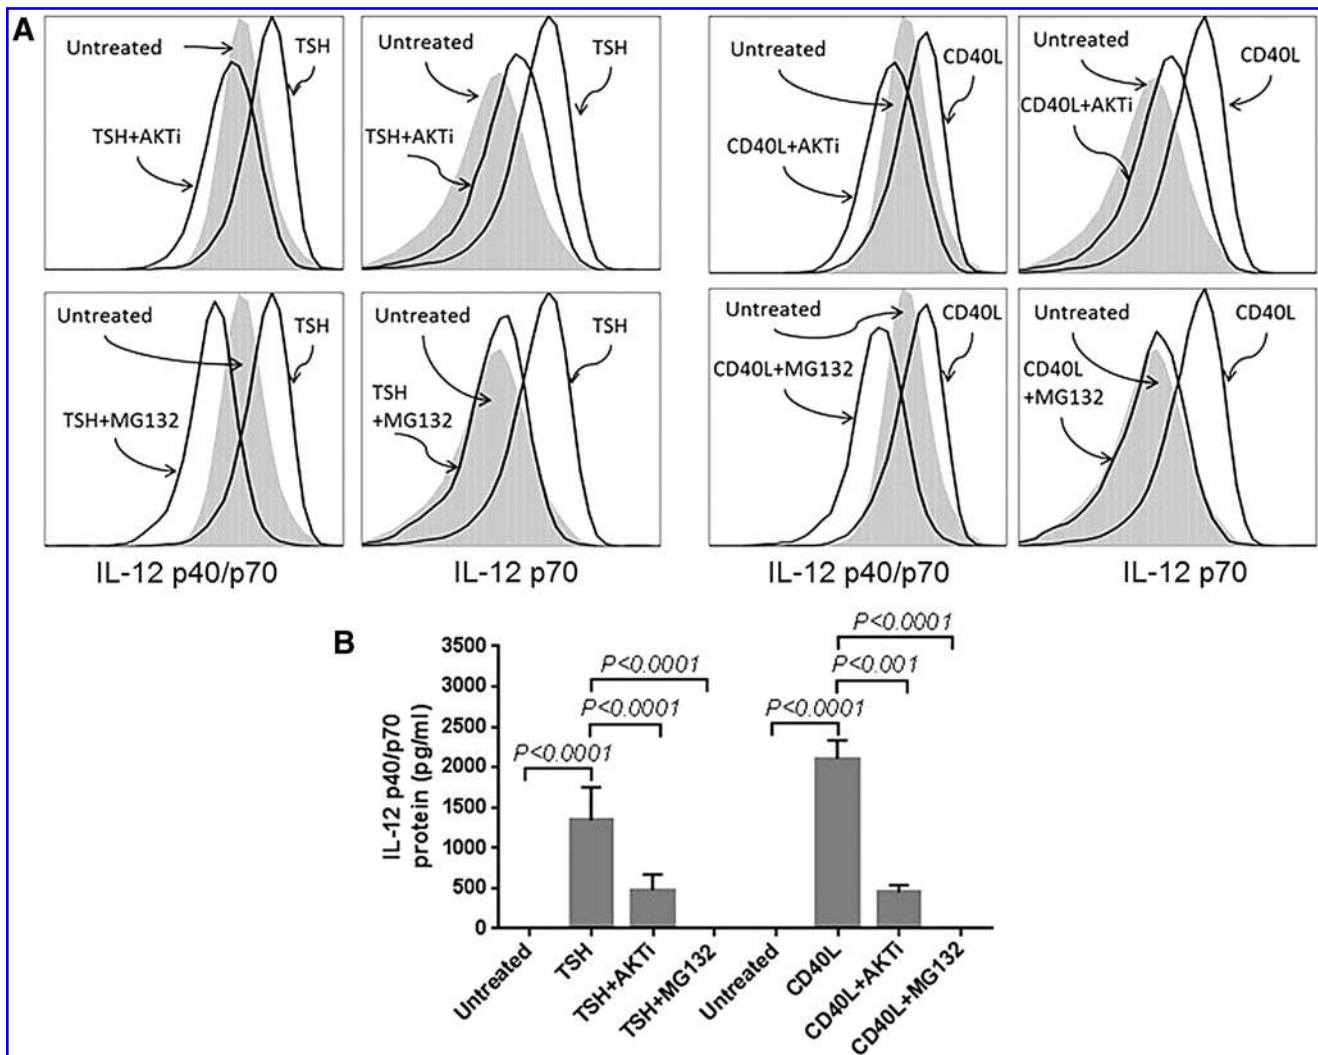 A
Untreated
TSH
TSH+AKTi
Untreated
TSH
TSH+AKTi
Untreated
CD40L
CD40L+AKTi
Untreated
CD40L
CD40L+AKTi
Untreated
TSH
TSH+MG132
Untreated
TSH
TSH
+MG132
Untreated
CD40L
CD40L+MG132
Untreated
CD40L
CD40L
+MG132
IL-12 p40/p70
IL-12 p70
IL-12 p40/p70
IL-12 p70
B
IL-12 p40/p70
protein (pg/ml)
3500
3000
2500
2000
1500
1000
500
0
P<0.0001
P<0.0001
P<0.0001
P<0.0001
P<0.001
P<0.0001
Untreated
TSH
TSH+AKTi
TSH+MG132
Untreated
CD40L
CD40L+AKTi
CD40L+MG132